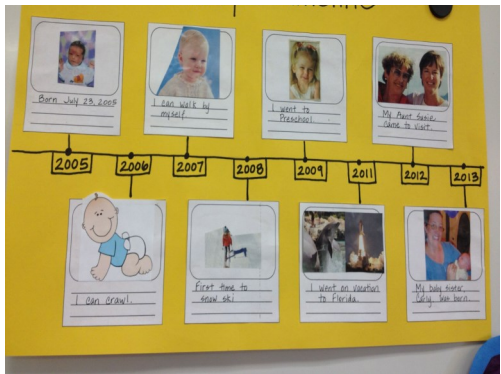 Born July 23, 2005
I can walk by
myself.
I went to
Preschool.
My Aunt Susie
came to visit.
2005
2006
2007
2008
2009
2011
2012
2013
I can crawl.
First time to
snow ski
I went on vacation
to Florida.
My baby sister,
was born.